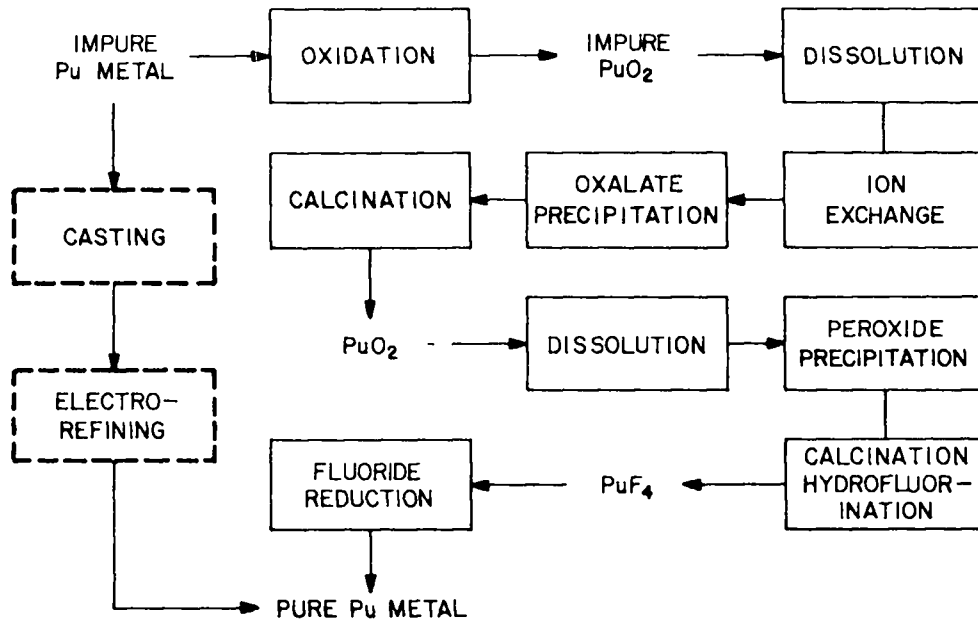 IMPURE
Pu METAL
OXIDATION
IMPURE
PuO₂
DISSOLUTION
CASTING
CALCINATION
OXALATE
PRECIPITATION
ION
EXCHANGE
PuO₂
DISSOLUTION
PEROXIDE
PRECIPITATION
ELECTRO-
REFINING
FLUORIDE
REDUCTION
PuF₄
CALCINATION
HYDROFLUOR-
INATION
PURE Pu METAL